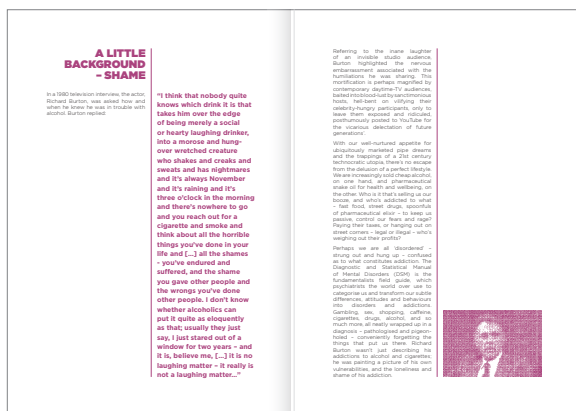 A LITTLE
BACKGROUND
– SHAME
In a 1980 television interview, the actor,
Richard Burton, was asked how and
when he knew he was in trouble with
alcohol. Burton replied:
“I think that nobody quite
knows which drink it is that
takes him over the edge
of being merely a social
or hearty laughing drinker,
into a morose and hung-
over wretched creature
who shakes and creaks and
sweats and has nightmares
and it’s always November
and it’s raining and it’s
three o’clock in the morning
and there’s nowhere to go
and you reach out for a
cigarette and smoke and
think about all the horrible
things you’ve done in your
life and [...] all the shames
– you’ve endured and
suffered, and the shame
you gave other people and
the wrongs you’ve done
other people. I don’t know
whether alcoholics can
put it quite as eloquently
as that; usually they just
say, I just stared out of a
window for two years – and
it is, believe me, [...] it is no
laughing matter – it really is
not a laughing matter...”
Referring to the inane laughter
of an invisible studio audience,
Burton highlighted the nervous
embarrassment associated with the
humiliations he was sharing. This
mortification is perhaps magnified by
contemporary daytime-TV audiences,
baited into blood-lust by sanctimonious
hosts, hell-bent on vilifying their
celebrity-hungry participants, only to
leave them exposed and ridiculed,
posthumously posted to YouTube for
the vicarious delectation of future
generations.
With our well-nurtured appetite for
ubiquitously marketed pipe dreams
and the trappings of a 21st century
technocratic utopia, there’s no escape
from the delusion of a perfect lifestyle.
We are increasingly sold cheap alcohol,
on one hand, and pharmaceutical
snake oil for health and wellbeing, on
the other. Who is it that’s selling us our
booze, and who’s addicted to what
– fast food, street drugs, spoonfuls
of pharmaceutical elixir – to keep us
passive, control our fears and rage?
Paying their taxes, or hanging out on
street corners – legal or illegal – who’s
weighing out their profits?
Perhaps we are all ‘disordered’ –
strung out and hung up – confused
as to what constitutes addiction. The
Diagnostic and Statistical Manual
of Mental Disorders (DSM) is the
fundamentalists field guide, which
psychiatrists the world over use to
categorise us and transform our subtle
differences, attitudes and behaviours
into disorders and addictions.
Gambling, sex, shopping, caffeine,
cigarettes, drugs, alcohol, and so
much more, all neatly wrapped up in a
diagnosis – pathologised and pigeon-
holed – conveniently forgetting the
things that put us there. Richard
Burton wasn’t just describing his
addictions to alcohol and cigarettes;
he was painting a picture of his own
vulnerabilities, and the loneliness and
shame of his addiction.